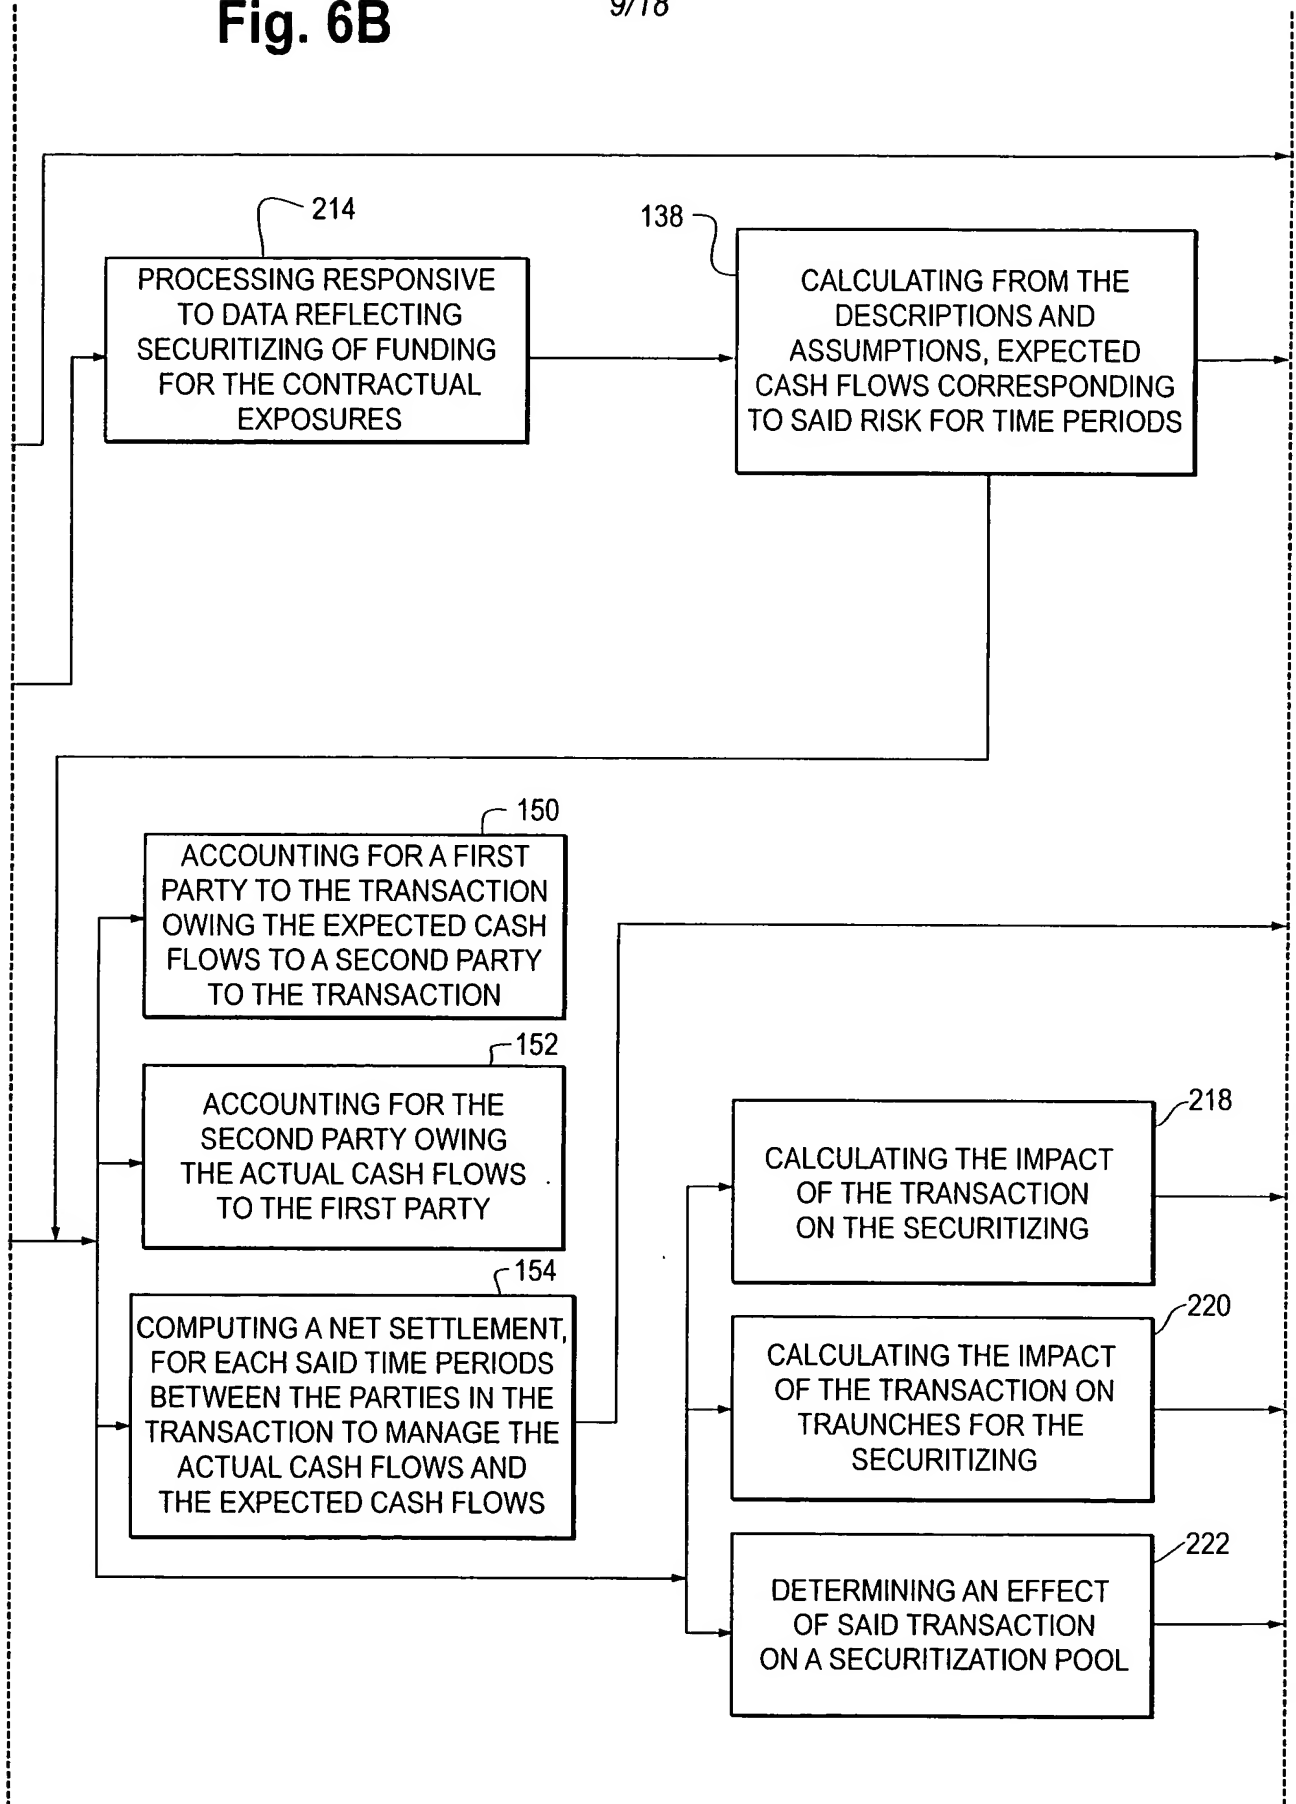 Fig. 6B
9/18
214
PROCESSING RESPONSIVE
TO DATA REFLECTING
SECURITIZING OF FUNDING
FOR THE CONTRACTUAL
EXPOSURES
138
CALCULATING FROM THE
DESCRIPTIONS AND
ASSUMPTIONS, EXPECTED
CASH FLOWS CORRESPONDING
TO SAID RISK FOR TIME PERIODS
150
ACCOUNTING FOR A FIRST
PARTY TO THE TRANSACTION
OWING THE EXPECTED CASH
FLOWS TO A SECOND PARTY
TO THE TRANSACTION
152
ACCOUNTING FOR THE
SECOND PARTY OWING
THE ACTUAL CASH FLOWS
TO THE FIRST PARTY
154
COMPUTING A NET SETTLEMENT,
FOR EACH SAID TIME PERIODS
BETWEEN THE PARTIES IN THE
TRANSACTION TO MANAGE THE
ACTUAL CASH FLOWS AND
THE EXPECTED CASH FLOWS
218
CALCULATING THE IMPACT
OF THE TRANSACTION
ON THE SECURITIZING
220
CALCULATING THE IMPACT
OF THE TRANSACTION ON
TRAUNCHES FOR THE
SECURITIZING
222
DETERMINING AN EFFECT
OF SAID TRANSACTION
ON A SECURITIZATION POOL